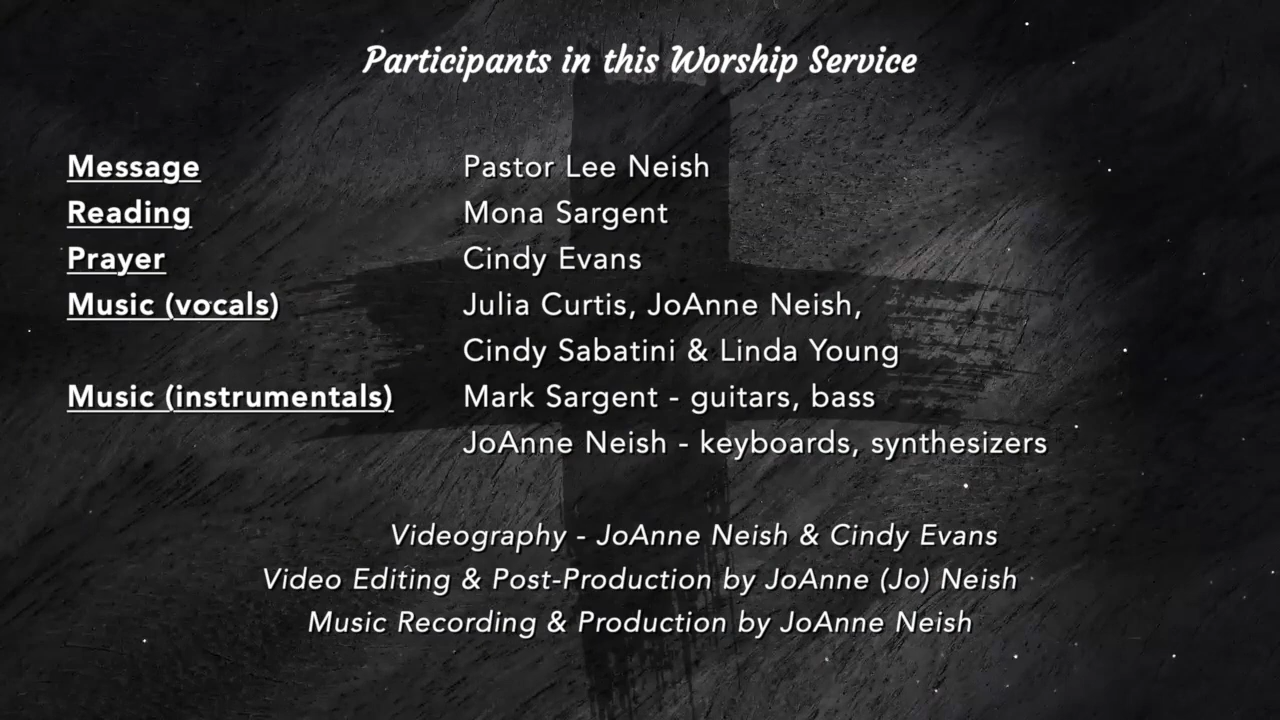 Participants in this Worship Service
Message Pastor Lee Neish
Reading Mona Sargent
Prayer Cindy Evans
Music (vocals) Julia Curtis, JoAnne Neish,
Cindy Sabatini & Linda Young
Music (instrumentals) Mark Sargent - guitars, bass
JoAnne Neish - keyboards, synthesizers
Videography - JoAnne Neish & Cindy Evans
Video Editing & Post-Production by JoAnne (Jo) Neish
Music Recording & Production by JoAnne Neish